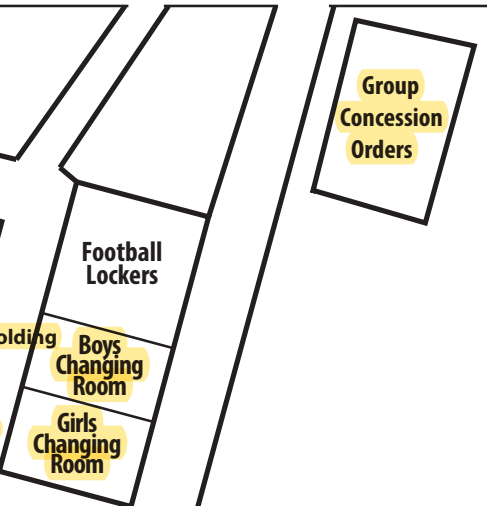 Group
Concession
Orders
Football
Lockers
olding
Boys
Changing
Room
Girls
Changing
Room